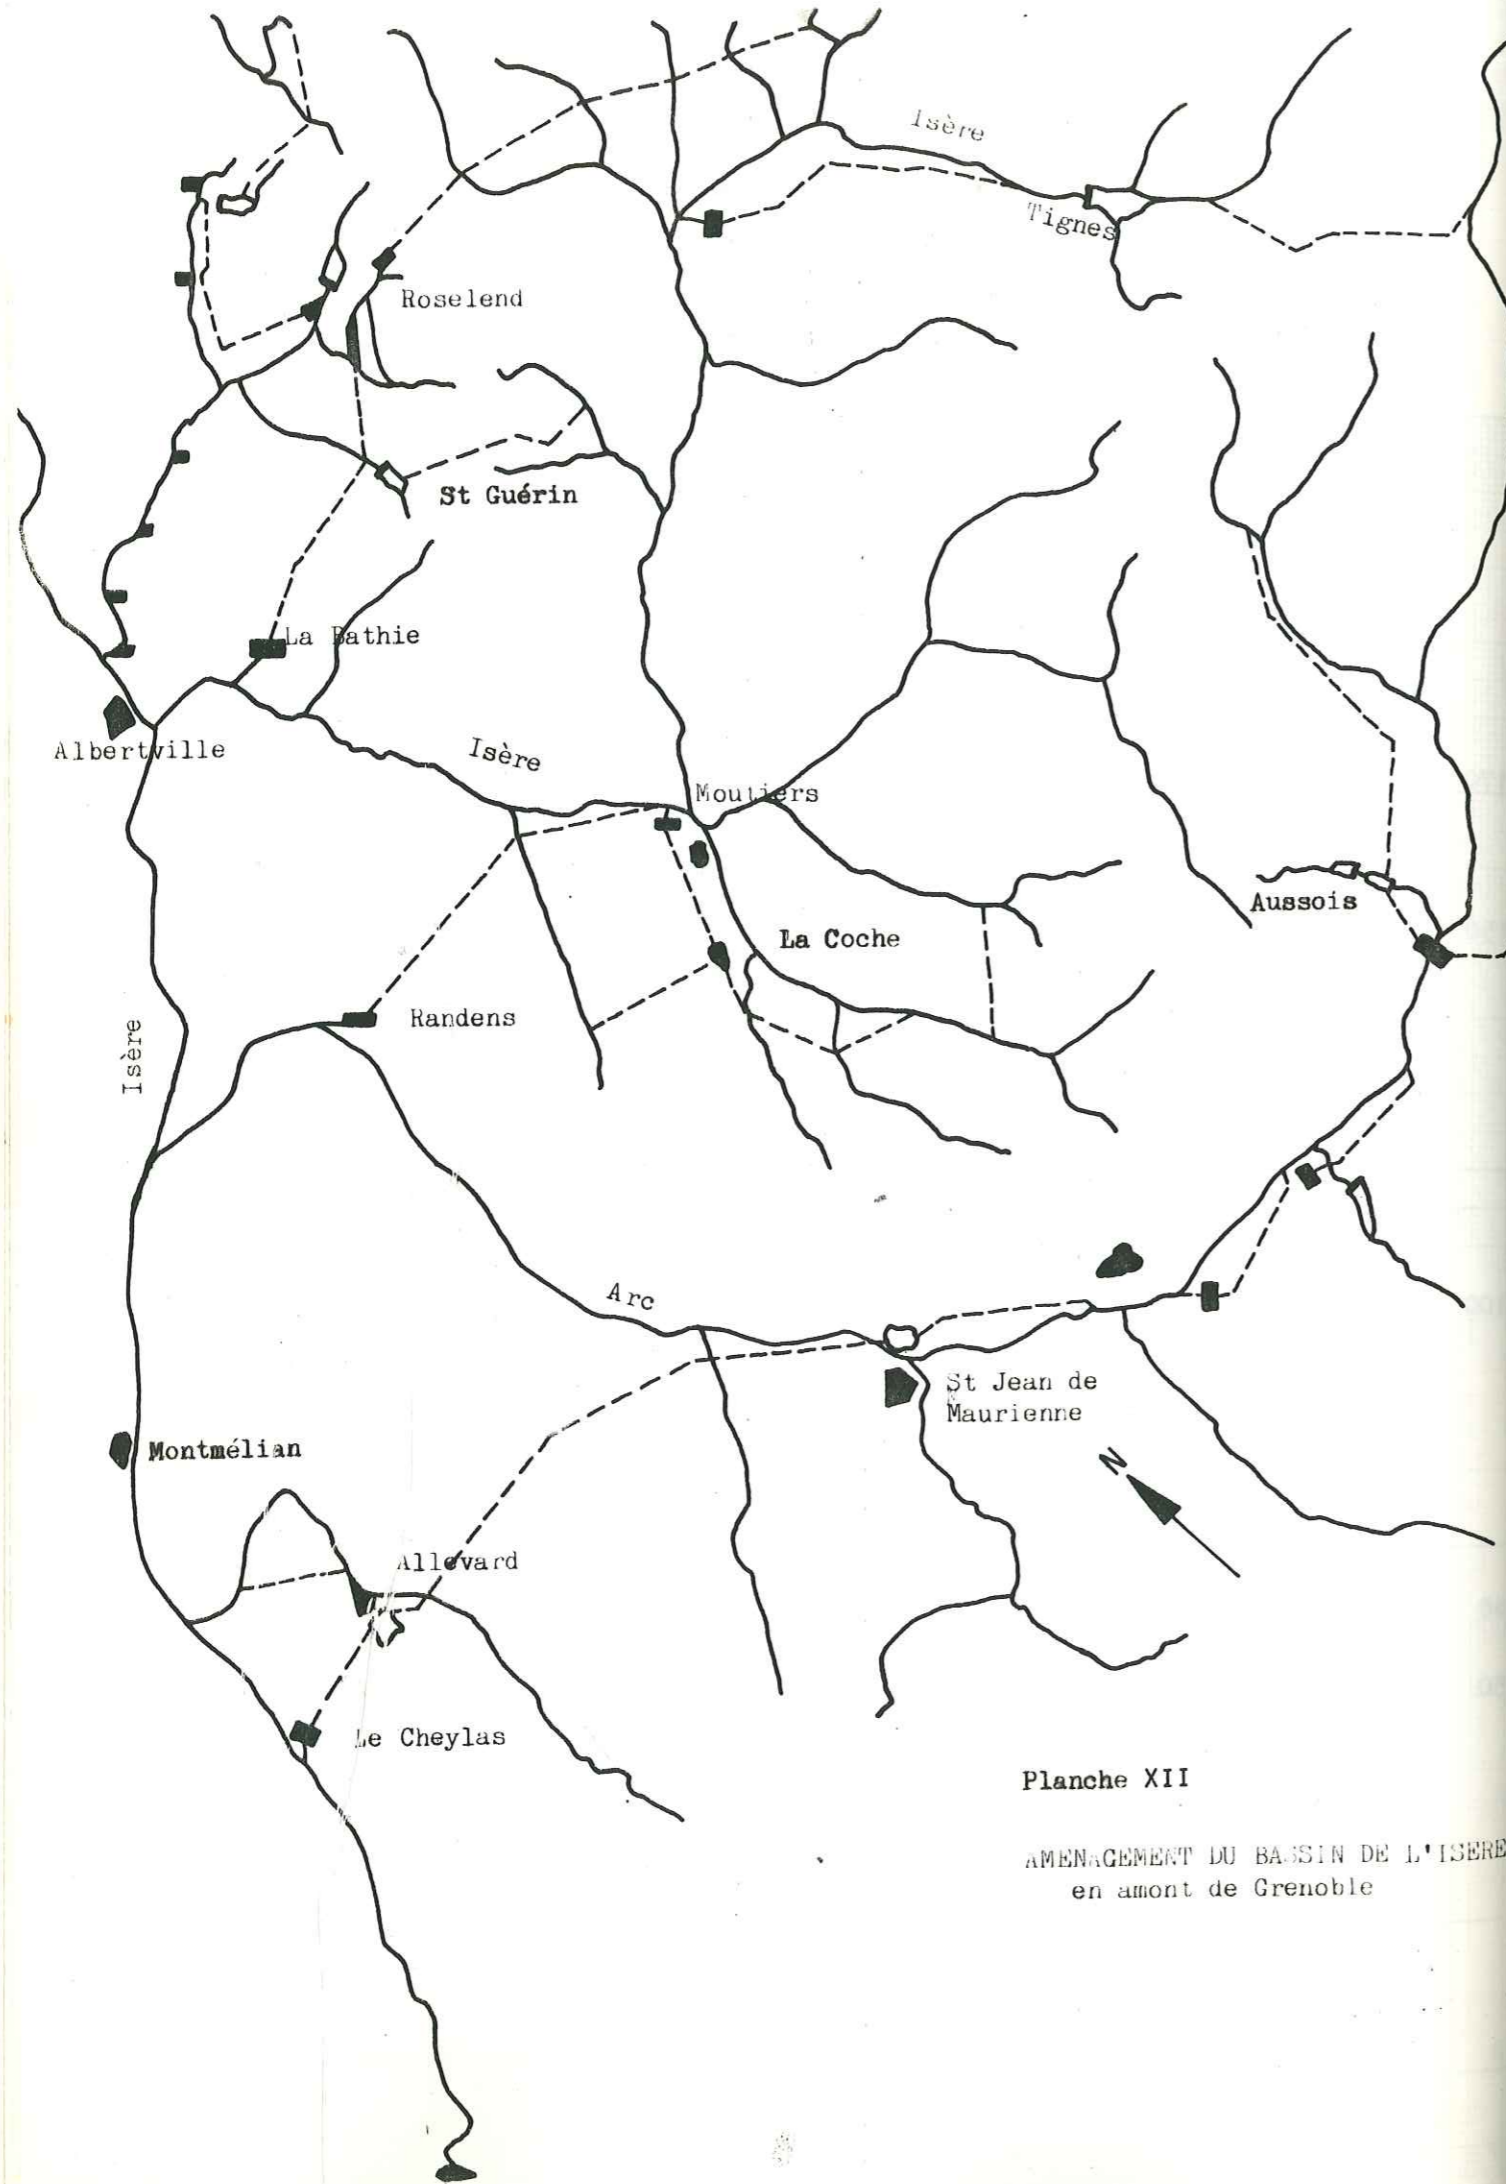 Isère
Tignes
Roselend
St Guérin
La Bathie
Albertville
Isère
Moutiers
Aussois
La Coche
Randens
Isère
Arc
St Jean de
Maurienne
Montmélian
N
Allevard
Le Cheylas
Planche XII
AMENAGEMENT DU BASSIN DE L'ISERE
en amont de Grenoble